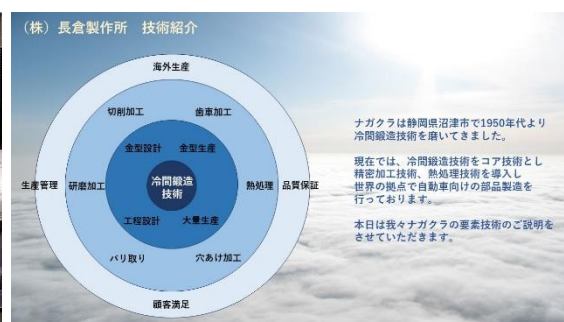 (株)長倉製作所 技術紹介
海外生産
切削加工
歯車加工
金型設計
金型生産
生産管理
研磨加工
冷間鍛造
技術
熱処理
品質保証
工程設計
大量生産
バリ取り
穴あけ加工
顧客満足
ナガクラは静岡県沼津市で1950年代より
冷間鍛造技術を磨いてきました。
現在では、冷間鍛造技術をコア技術とし
精密加工技術、熱処理技術を導入し
世界の拠点で自動車向けの部品製造を
行っております。
本日は我々ナガクラの要素技術のご説明を
させていただきます。